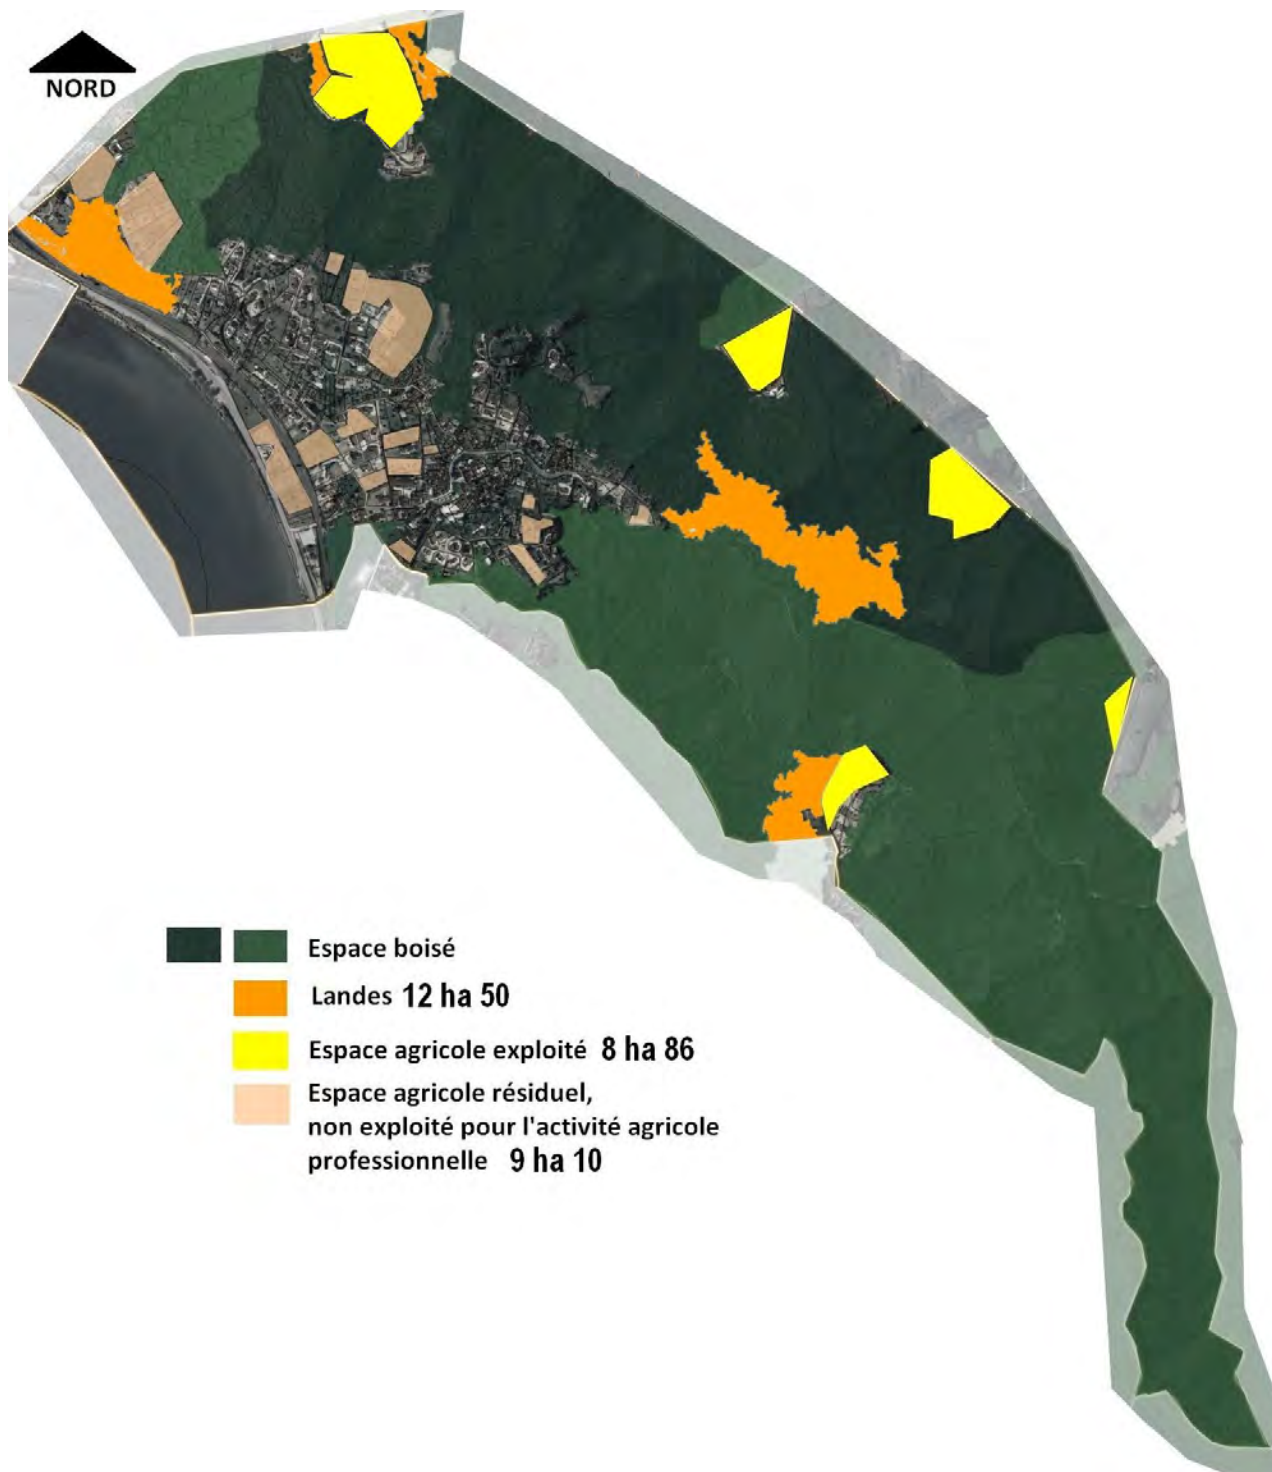 NORD
Espace boisé
Landes 12 ha 50
Espace agricole exploité 8 ha 86
Espace agricole résiduel,
non exploité pour l'activité agricole
professionnelle 9 ha 10